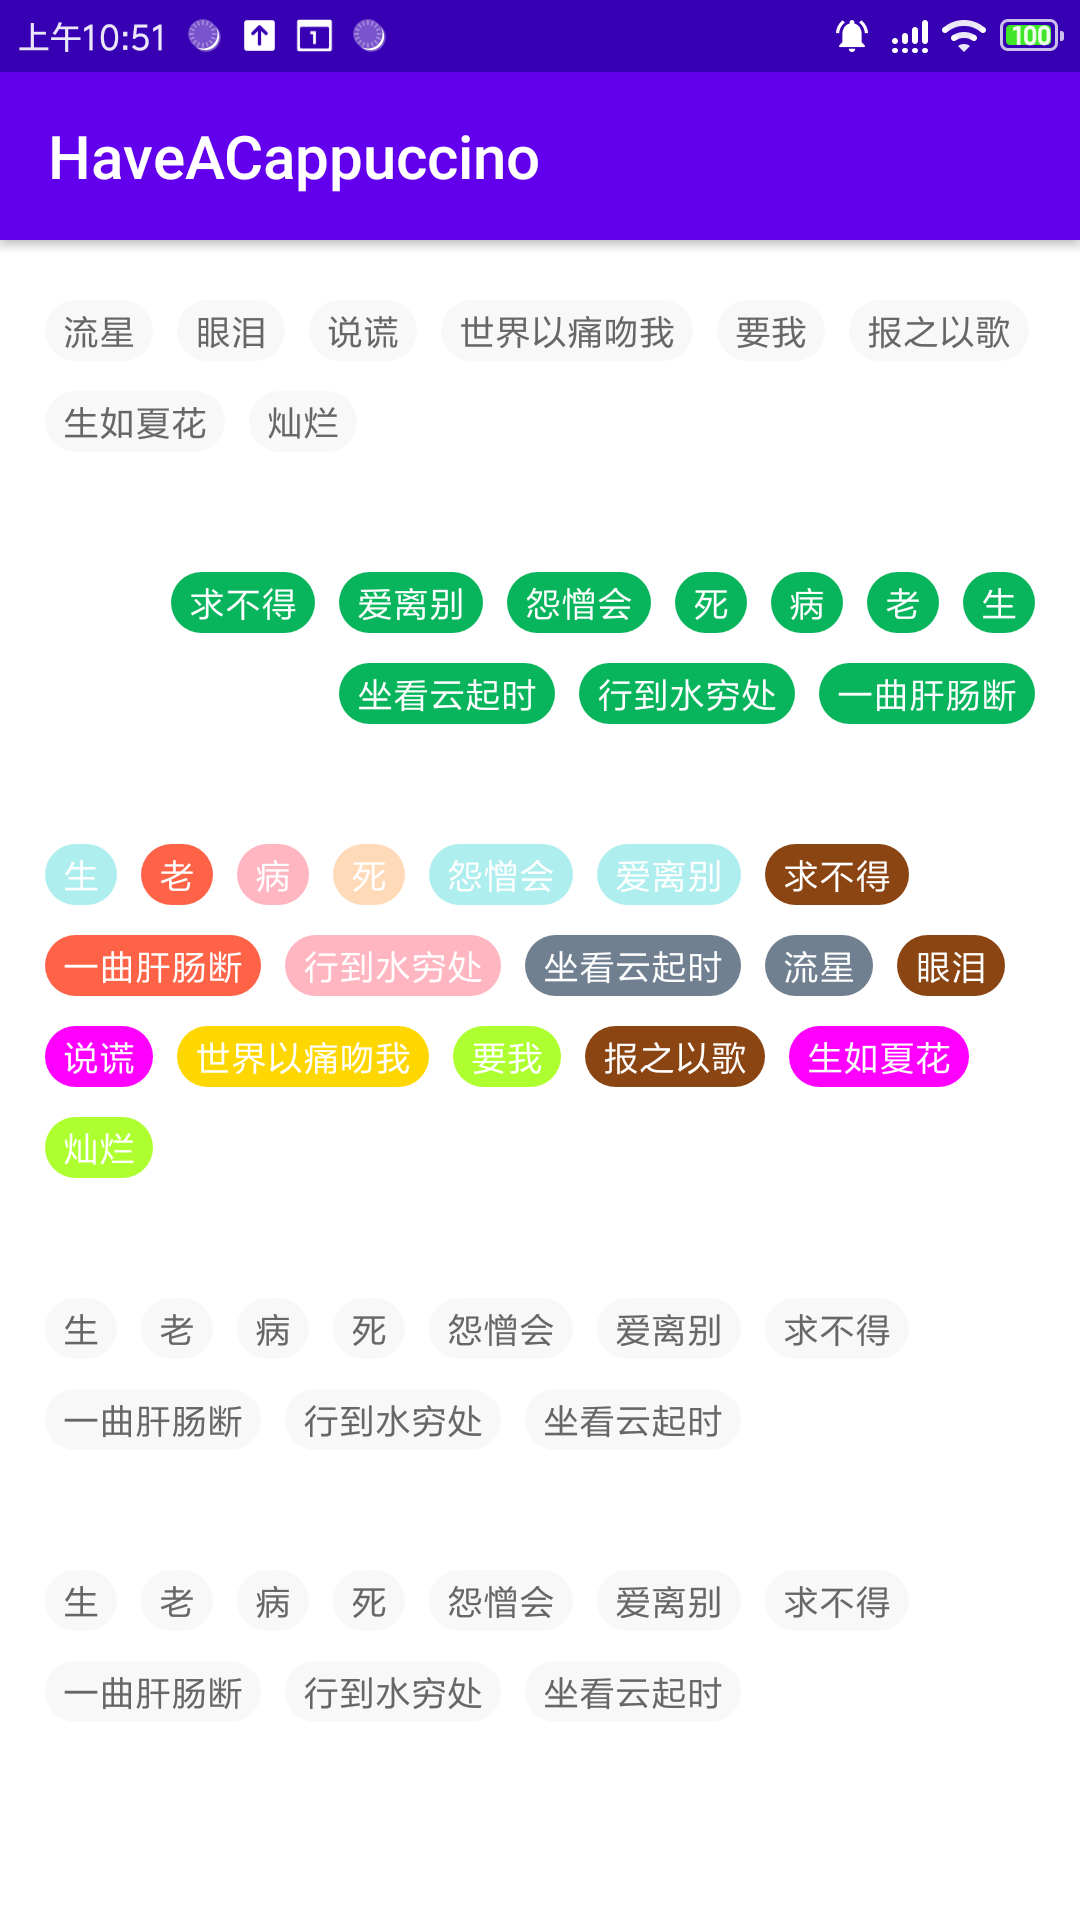 上午10:51 1 100
HaveACappuccino
流星 眼泪 说谎 世界以痛吻我 要我 报之以歌
生如夏花 灿烂
求不得 爱离别 怨憎会 死 病 老 生
坐看云起时 行到水穷处 一曲肝肠断
生 老 病 死 怨憎会 爱离别 求不得
一曲肝肠断 行到水穷处 坐看云起时 流星 眼泪
说谎 世界以痛吻我 要我 报之以歌 生如夏花
灿烂
生 老 病 死 怨憎会 爱离别 求不得
一曲肝肠断 行到水穷处 坐看云起时
生 老 病 死 怨憎会 爱离别 求不得
一曲肝肠断 行到水穷处 坐看云起时